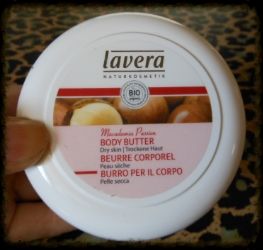 lavera
NATURKOSMETIK
BIO
Macadamia Passion
BODY BUTTER
Dry skin | Trockene Haut
BEURRE CORPOREL
Peau sèche
BURRO PER IL CORPO
Pelle secca